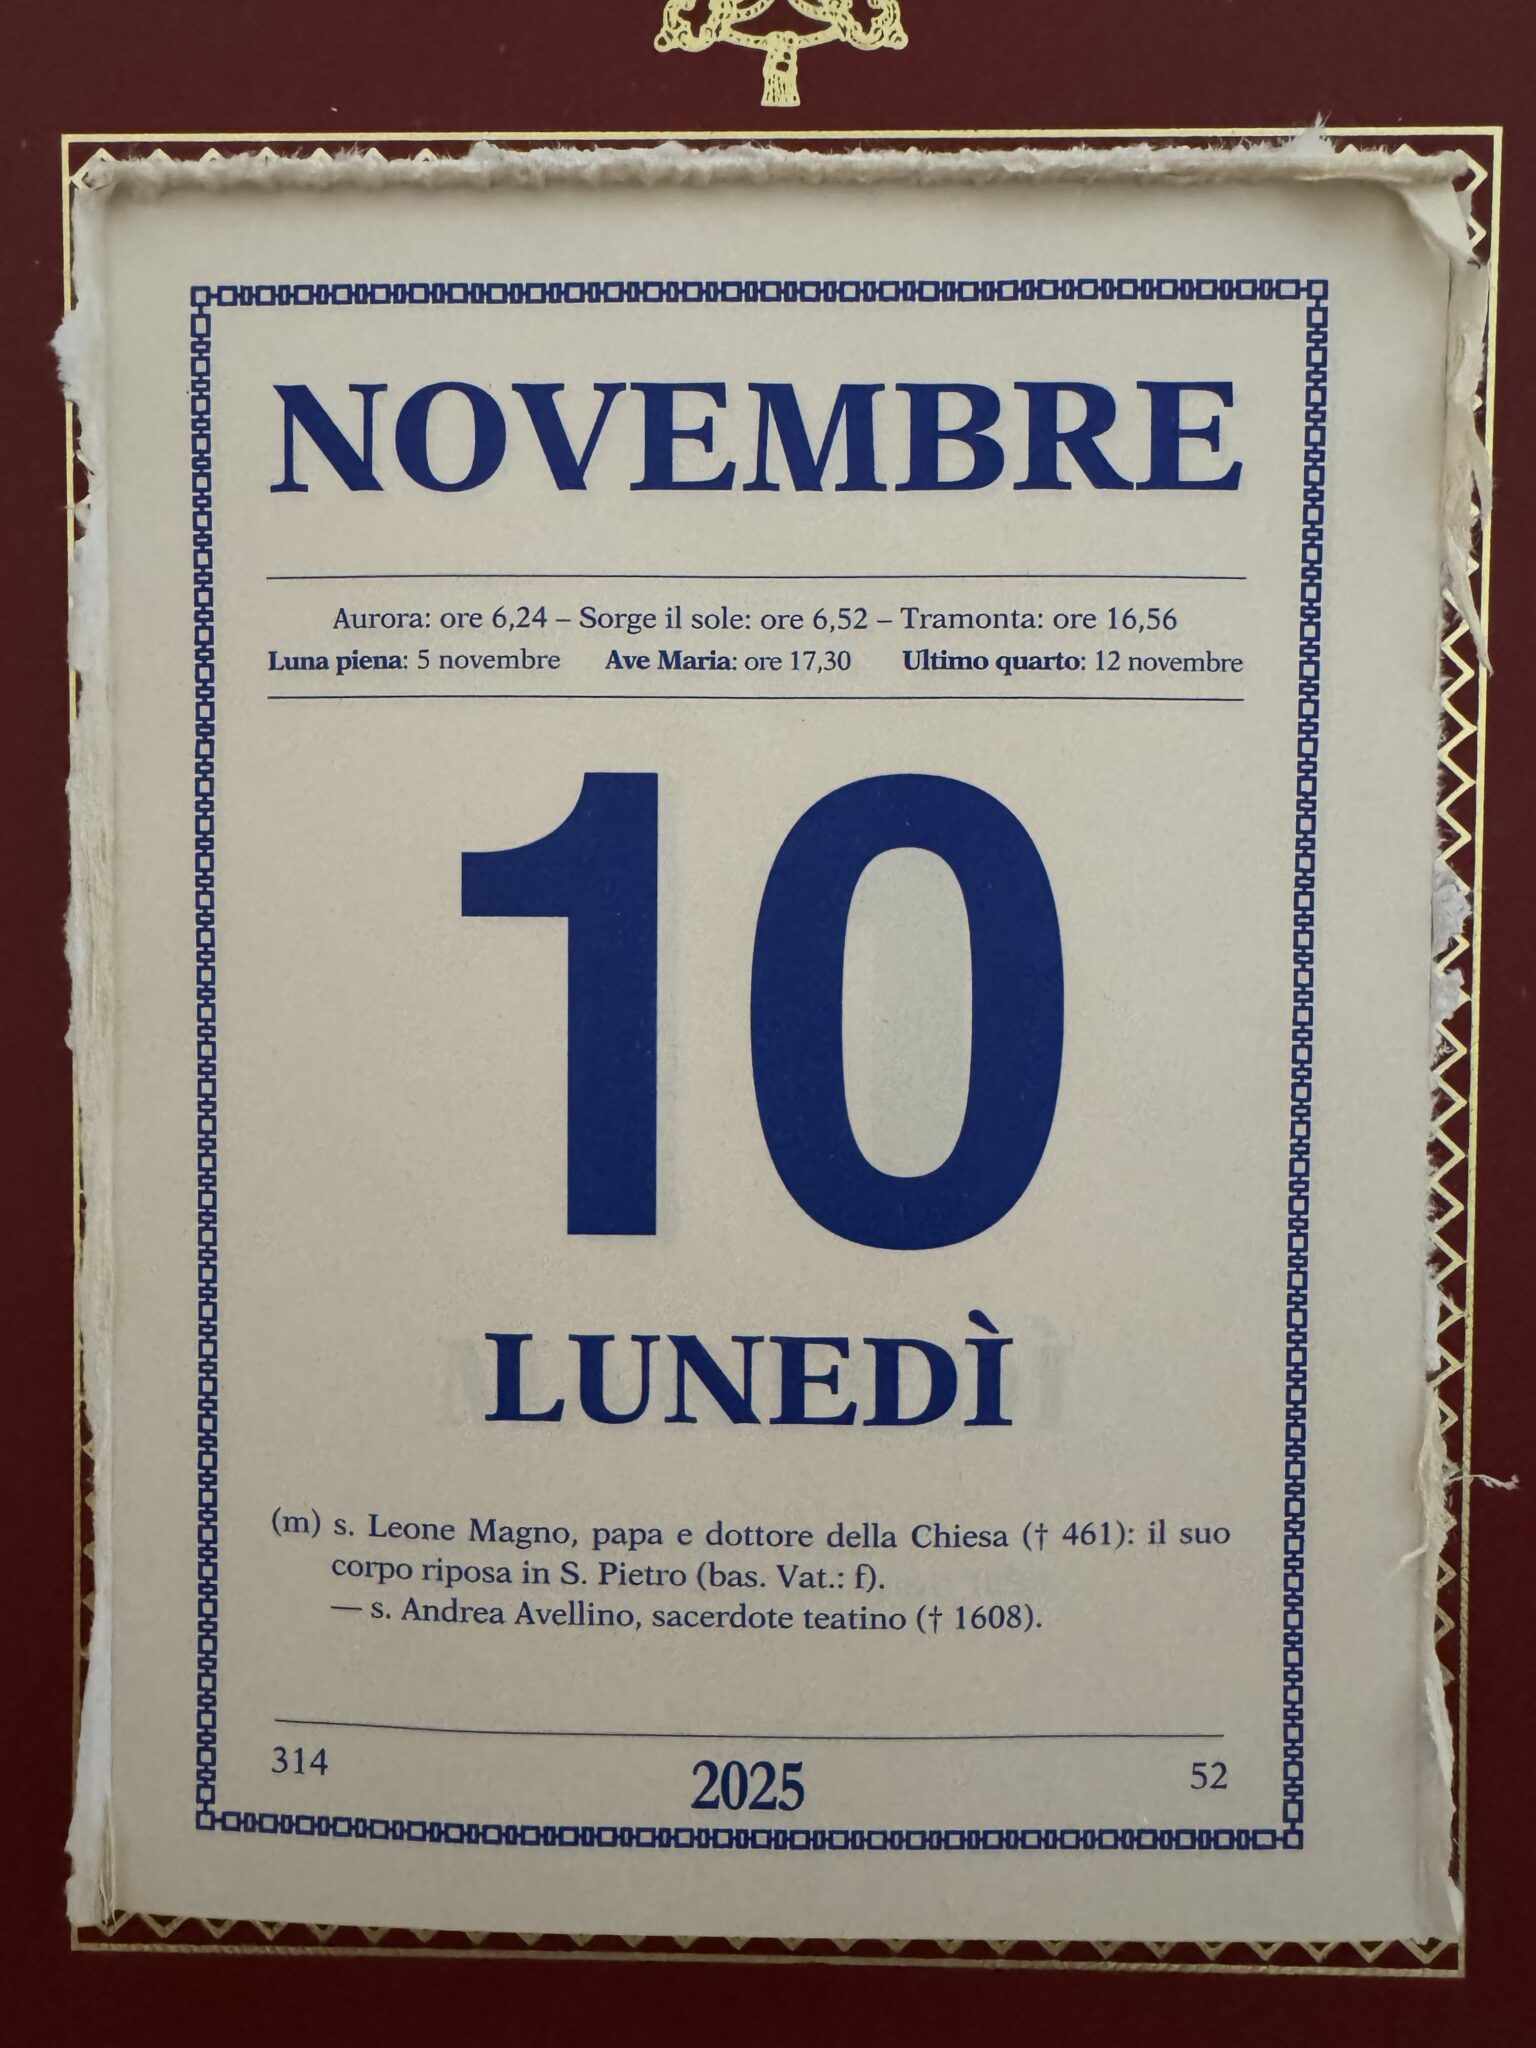 NOVEMBRE
Aurora: ore 6,24 – Sorge il sole: ore 6,52 – Tramonta: ore 16,56
Luna piena: 5 novembre Ave Maria: ore 17,30 Ultimo quarto: 12 novembre
10
LUNEDÌ
(m) s. Leone Magno, papa e dottore della Chiesa († 461): il suo
corpo riposa in S. Pietro (bas. Vat.: f).
— s. Andrea Avellino, sacerdote teatino († 1608).
314 2025 52